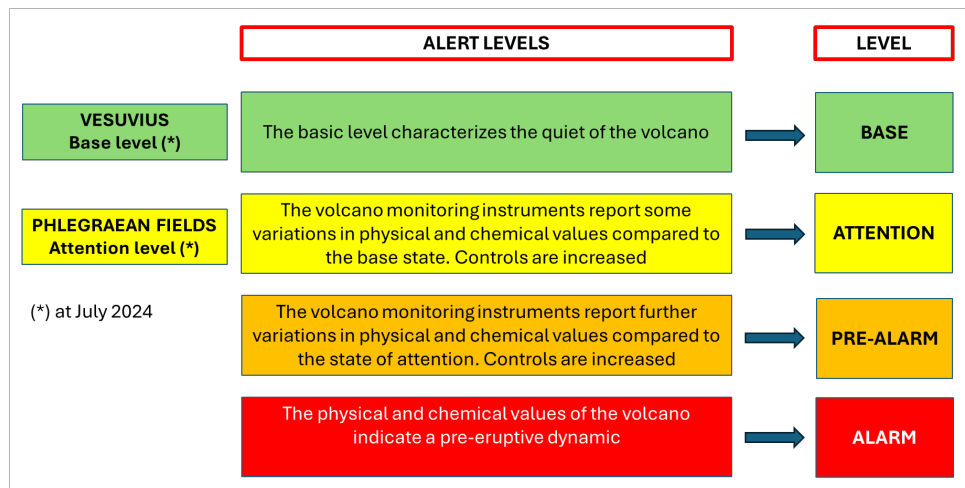 ALERT LEVELS
LEVEL
VESUVIUS
Base level (*)
The basic level characterizes the quiet of the volcano
BASE
PHLEGRAEAN FIELDS
Attention level (*)
The volcano monitoring instruments report some
variations in physical and chemical values compared to
the base state. Controls are increased
ATTENTION
(*) at July 2024
The volcano monitoring instruments report further
variations in physical and chemical values compared to
the state of attention. Controls are increased
PRE-ALARM
The physical and chemical values of the volcano
indicate a pre-eruptive dynamic
ALARM